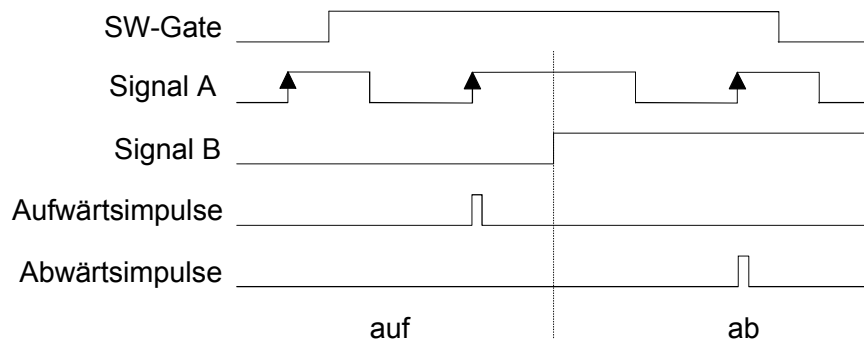 SW-Gate
Signal A
Signal B
Aufwärtsimpulse
Abwärtsimpulse
auf ab